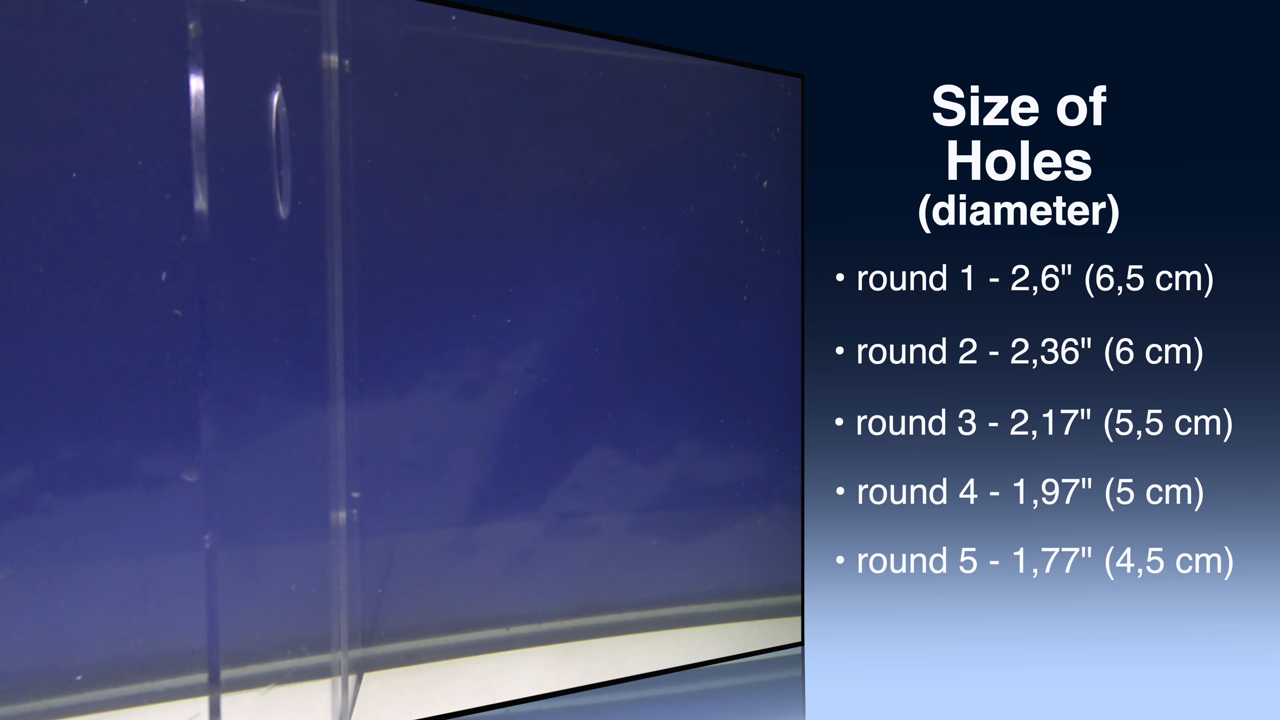 Size of
Holes
(diameter)
• round 1 - 2,6" (6,5 cm)
• round 2 - 2,36" (6 cm)
• round 3 - 2,17" (5,5 cm)
• round 4 - 1,97" (5 cm)
• round 5 - 1,77" (4,5 cm)